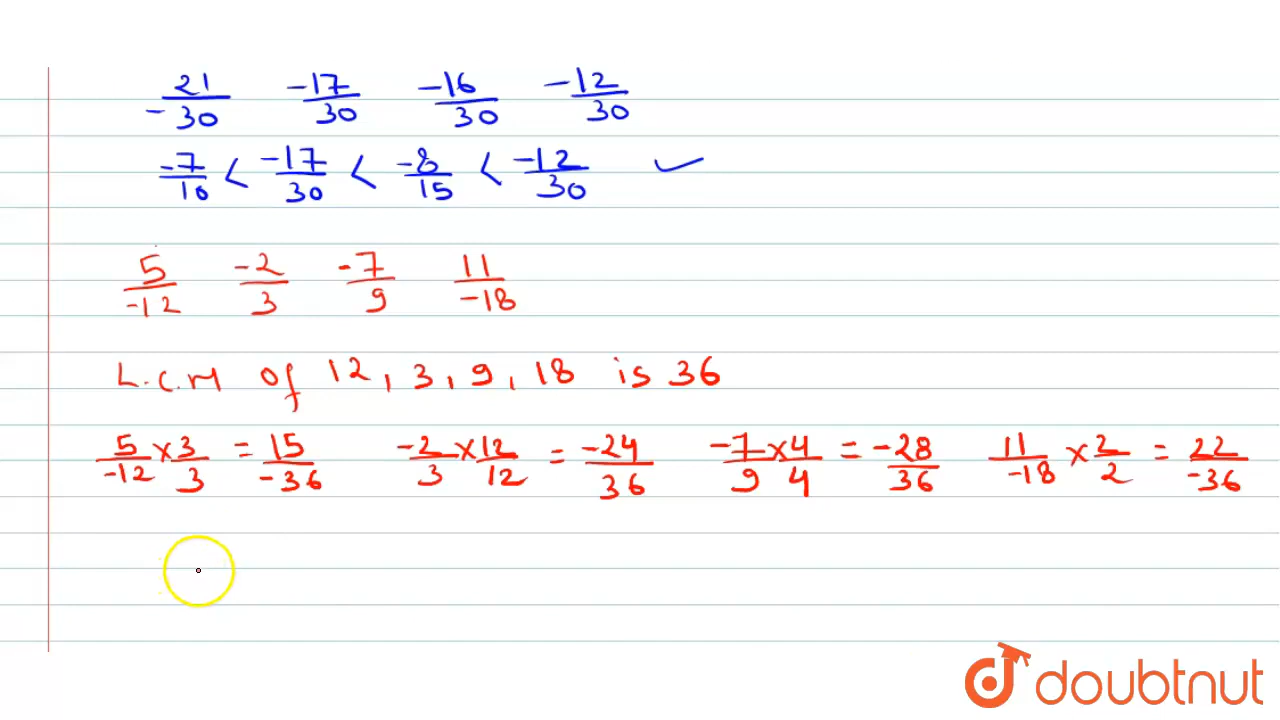 21/-30 -17/30 -16/30 -12/30
-7/10 < -17/30 < -8/15 < -12/30 ✓
5/-12 -2/3 -7/9 11/-18
L.C.M of 12, 3, 9, 18 is 36
5/-12 × 3/3 = 15/-36 -2/3 × 12/12 = -24/36 -7/9 × 4/4 = -28/36 11/-18 × 2/2 = 22/-36
doubtnut